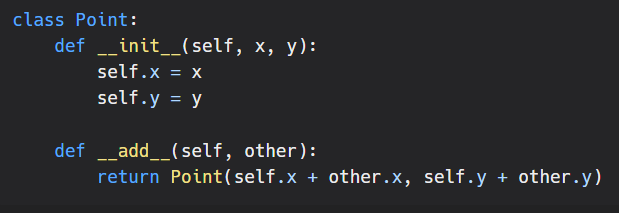 class Point:
    def __init__(self, x, y):
        self.x = x
        self.y = y

    def __add__(self, other):
        return Point(self.x + other.x, self.y + other.y)